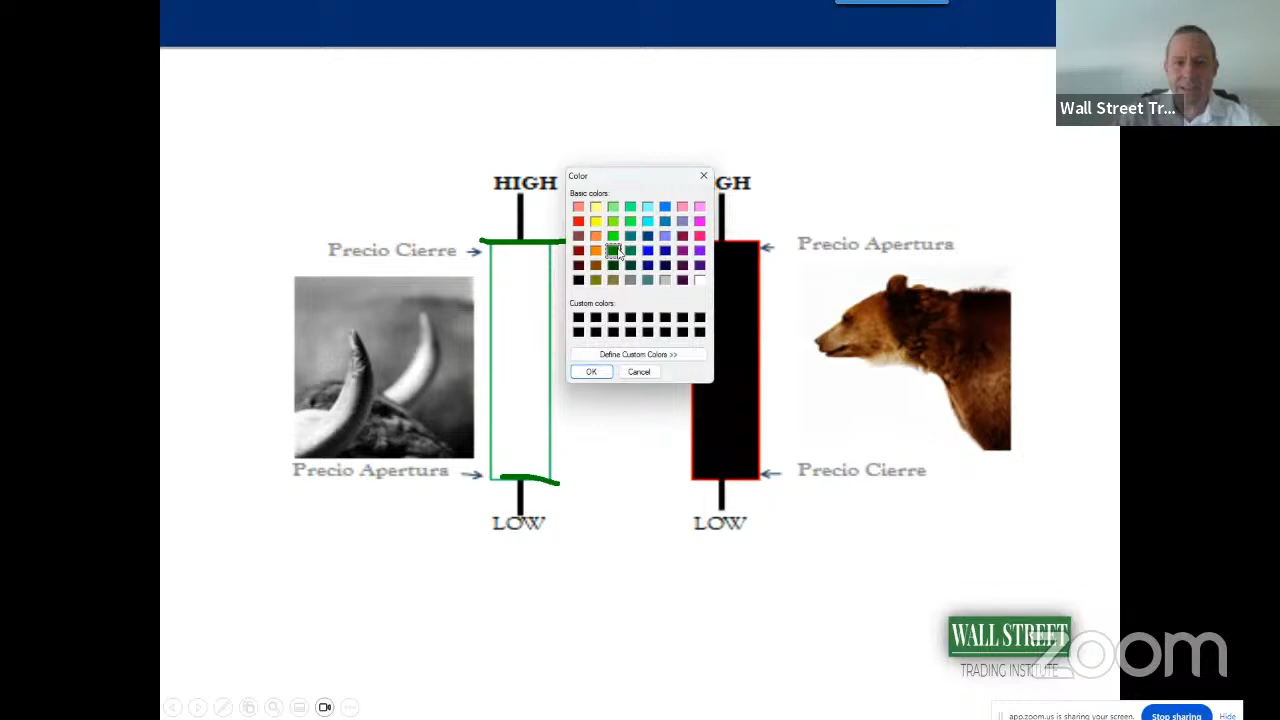 Wall Street Tr...
HIGH
GH
Color
Basic colors:
Custom colors:
Define Custom Colors >>
OK
Cancel
Precio Cierre
Precio Apertura
Precio Apertura
Precio Cierre
LOW
LOW
WALL STREET
TRADING INSTITUTE
zoom
app.zoom.us is sharing your screen.
Stop sharing
Hide